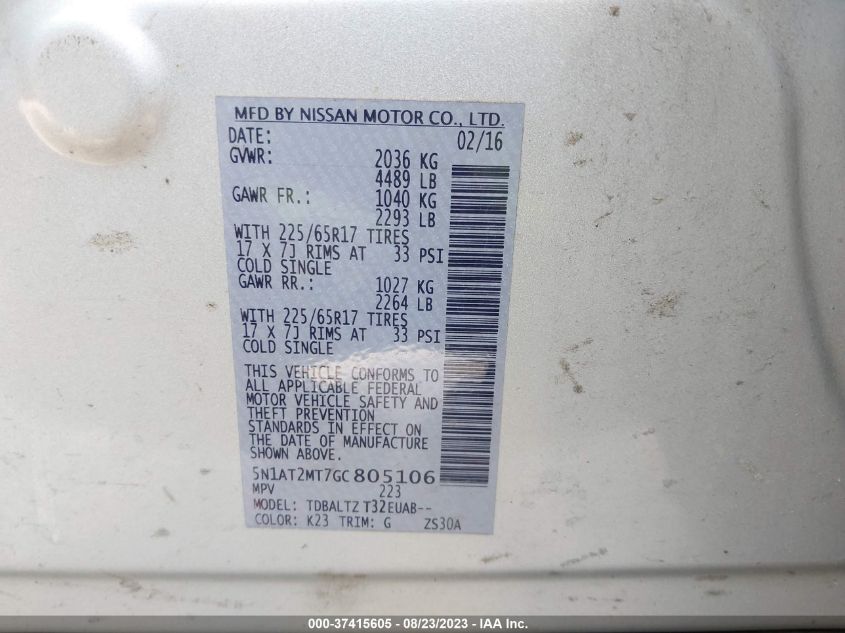 MFD BY NISSAN MOTOR CO., LTD.
DATE: 02/16
GVWR: 2036 KG
4489 LB
GAWR FR.: 1040 KG
2293 LB
WITH 225/65R17 TIRES
17 X 7J RIMS AT 33 PSI
COLD SINGLE
GAWR RR.: 1027 KG
2264 LB
WITH 225/65R17 TIRES
17 X 7J RIMS AT 33 PSI
COLD SINGLE
THIS VEHICLE CONFORMS TO
ALL APPLICABLE FEDERAL
MOTOR VEHICLE SAFETY AND
THEFT PREVENTION
STANDARDS IN EFFECT ON
THE DATE OF MANUFACTURE
SHOWN ABOVE.
5N1AT2MT7GC805106
MPV 223
MODEL: TDBALTZ T32EUAB--
COLOR: K23 TRIM: G ZS30A
000-37415605 - 08/23/2023 - IAA Inc.